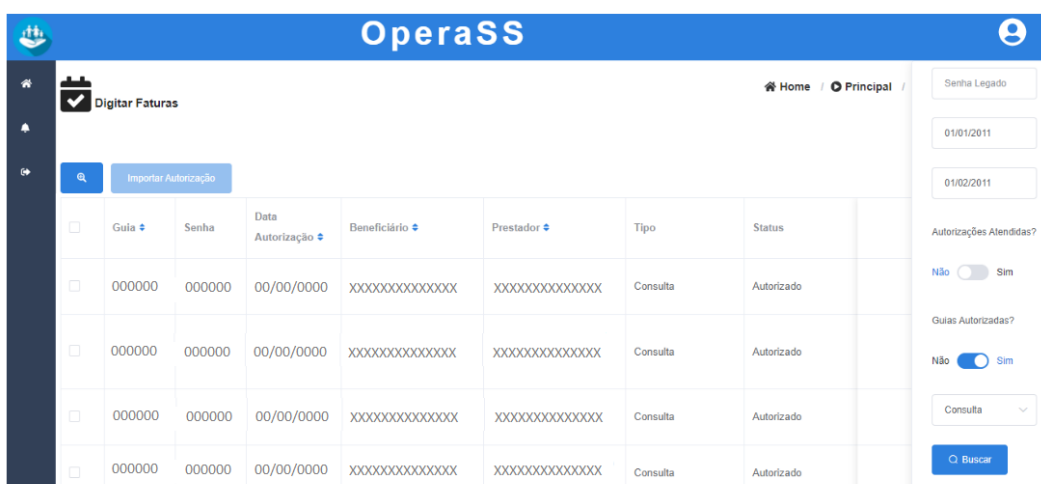 OperaSS
Digitar Faturas
Home / Principal /
Importar Autorização
Guia Senha Data Autorização Beneficiário Prestador Tipo Status
000000 000000 00/00/0000 XXXXXXXXXXXXXX XXXXXXXXXXXXXX Consulta Autorizado
000000 000000 00/00/0000 XXXXXXXXXXXXXX XXXXXXXXXXXXXX Consulta Autorizado
000000 000000 00/00/0000 XXXXXXXXXXXXXX XXXXXXXXXXXXXX Consulta Autorizado
000000 000000 00/00/0000 XXXXXXXXXXXXXX XXXXXXXXXXXXXX Consulta Autorizado
Senha Legado
01/01/2011
01/02/2011
Autorizações Atendidas?
Não Sim
Guias Autorizadas?
Não Sim
Consulta
Buscar